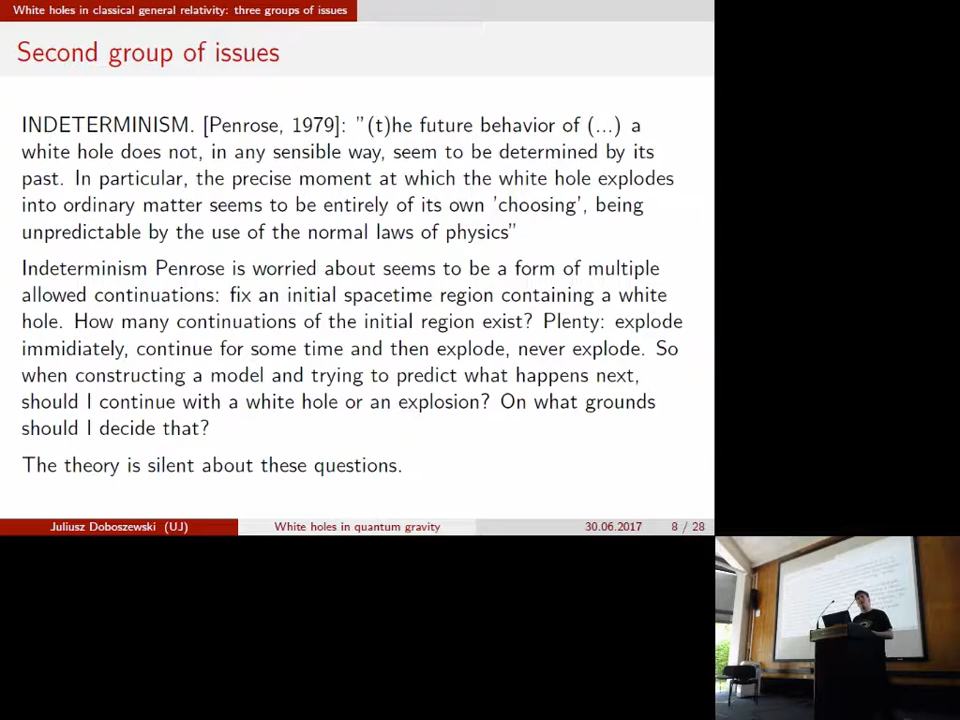 White holes in classical general relativity: three groups of issues
Second group of issues
INDETERMINISM. [Penrose, 1979]: "(t)he future behavior of (...) a
white hole does not, in any sensible way, seem to be determined by its
past. In particular, the precise moment at which the white hole explodes
into ordinary matter seems to be entirely of its own 'choosing', being
unpredictable by the use of the normal laws of physics"
Indeterminism Penrose is worried about seems to be a form of multiple
allowed continuations: fix an initial spacetime region containing a white
hole. How many continuations of the initial region exist? Plenty: explode
immidiately, continue for some time and then explode, never explode. So
when constructing a model and trying to predict what happens next,
should I continue with a white hole or an explosion? On what grounds
should I decide that?
The theory is silent about these questions.
Juliusz Doboszewski (UJ) White holes in quantum gravity 30.06.2017 8 / 28